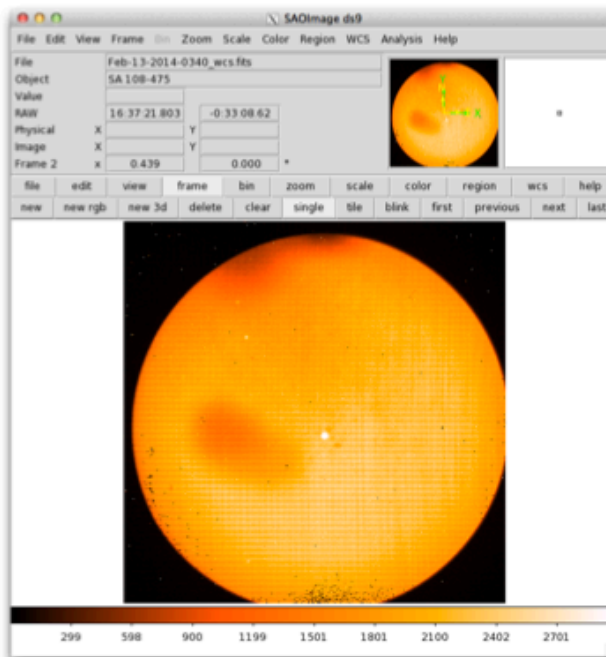 SAOImage ds9
File Edit View Frame Bin Zoom Scale Color Region WCS Analysis Help
File Feb-13-2014-0340_wcs.fits
Object SA 108-475
Value
RAW 16:37:21.803 -0:33:08.62
Physical X Y
Image X Y
Frame 2 x 0.439 0.000 °
X
file edit view frame bin zoom scale color region wcs help
new new rgb new 3d delete clear single tile blink first previous next last
299 598 900 1199 1501 1801 2100 2402 2701